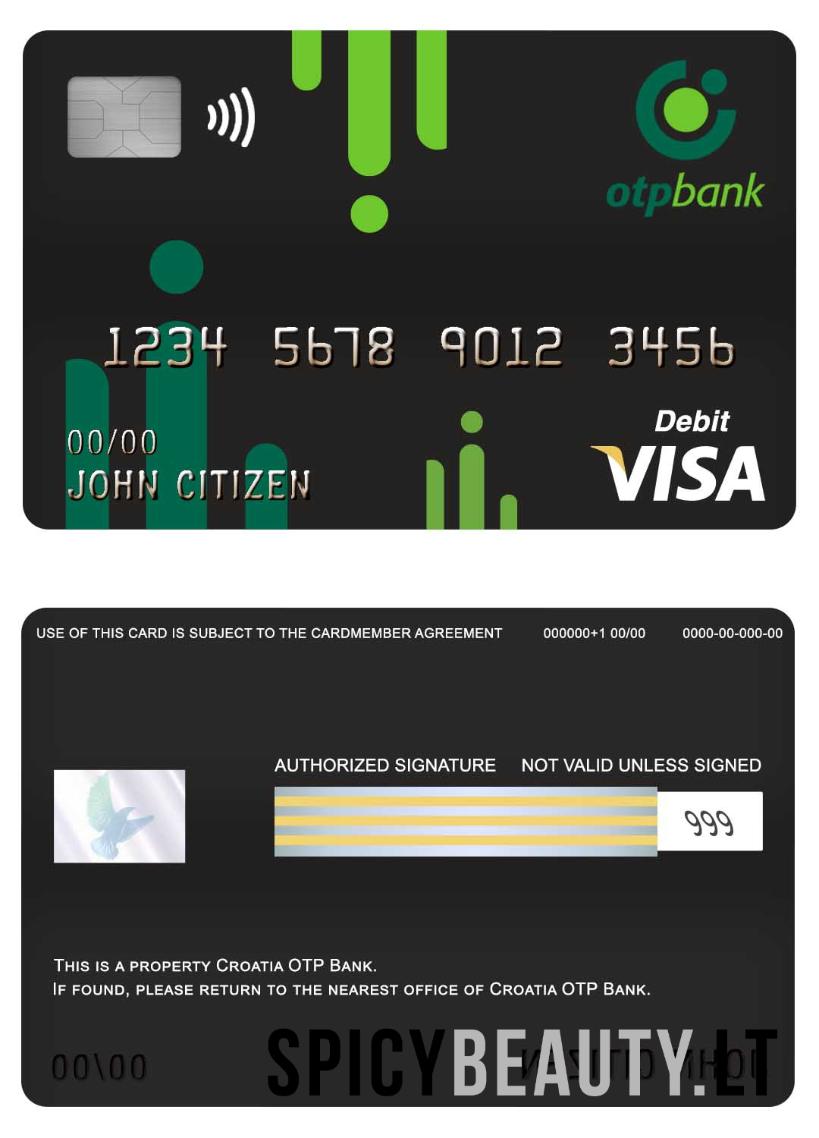 otpbank
1234 5678 9012 3456
00/00
JOHN CITIZEN
Debit
VISA
USE OF THIS CARD IS SUBJECT TO THE CARDMEMBER AGREEMENT 000000+1 00/00 0000-00-000-00
AUTHORIZED SIGNATURE NOT VALID UNLESS SIGNED
999
THIS IS A PROPERTY CROATIA OTP BANK.
IF FOUND, PLEASE RETURN TO THE NEAREST OFFICE OF CROATIA OTP BANK.
00/00 JOHN CITIZEN
SPICYBEAUTY.LT